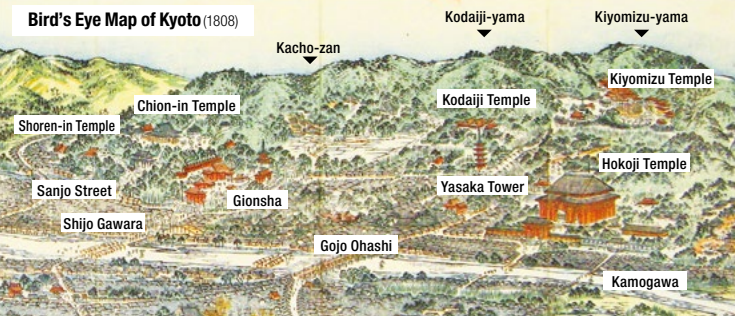 Bird's Eye Map of Kyoto (1808)
Kodaiji-yama
Kiyomizu-yama
Kacho-zan
Kiyomizu Temple
Chion-in Temple
Kodaiji Temple
Shoren-in Temple
Hokoji Temple
Sanjo Street
Gionsha
Yasaka Tower
Shijo Gawara
Gojo Ohashi
Kamogawa